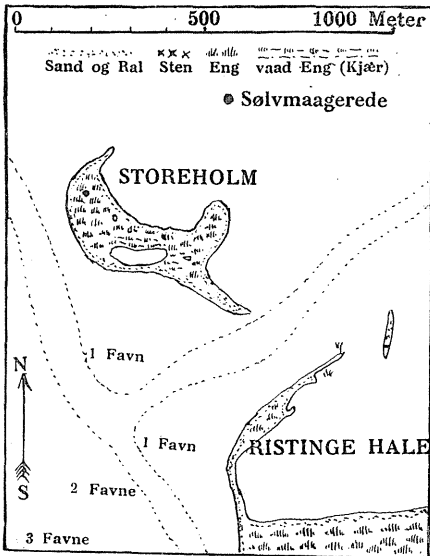 0 500 1000 Meter
Sand og Ral Sten Eng vaad Eng (Kjær)
Sølvmaagerede
STOREHOLM
1 Favn
N
1 Favn
RISTINGE HALE
S
2 Favne
3 Favne